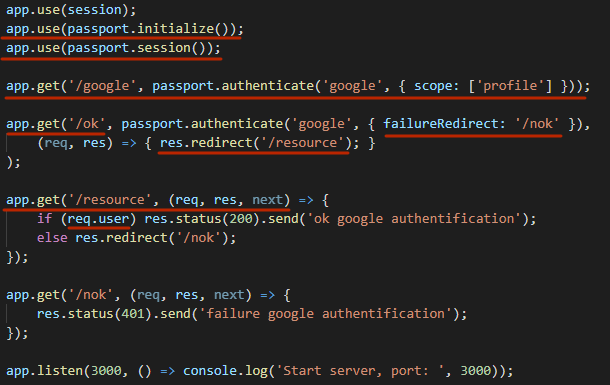 app.use(session);
app.use(passport.initialize());
app.use(passport.session());
app.get('/google', passport.authenticate('google', { scope: ['profile'] }));
app.get('/ok', passport.authenticate('google', { failureRedirect: '/nok' }),
(req, res) => { res.redirect('/resource'); }
);
app.get('/resource', (req, res, next) => {
if (req.user) res.status(200).send('ok google authentification');
else res.redirect('/nok');
});
app.get('/nok', (req, res, next) => {
res.status(401).send('failure google authentification');
});
app.listen(3000, () => console.log('Start server, port: ', 3000));